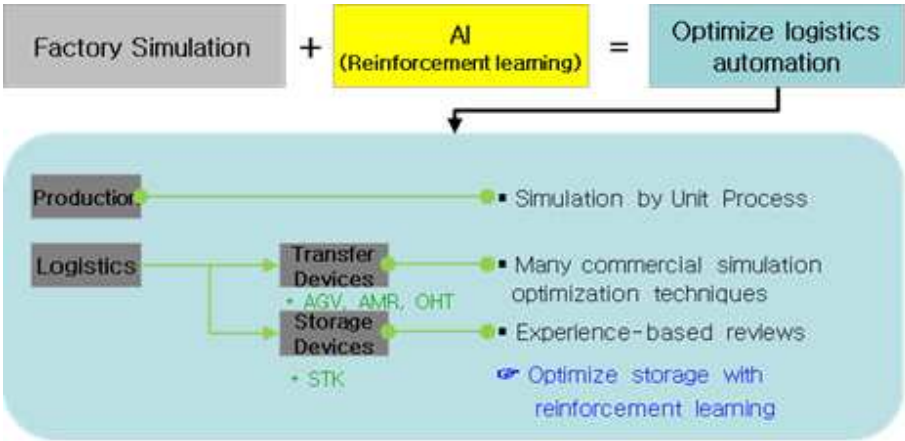 Factory Simulation
+
AI
(Reinforcement learning)
=
Optimize logistics
automation
Production
▪ Simulation by Unit Process
Logistics
Transfer
Devices
• AGV, AMR, OHT
▪ Many commercial simulation
optimization techniques
Storage
Devices
• STK
▪ Experience-based reviews
☞ Optimize storage with
reinforcement learning